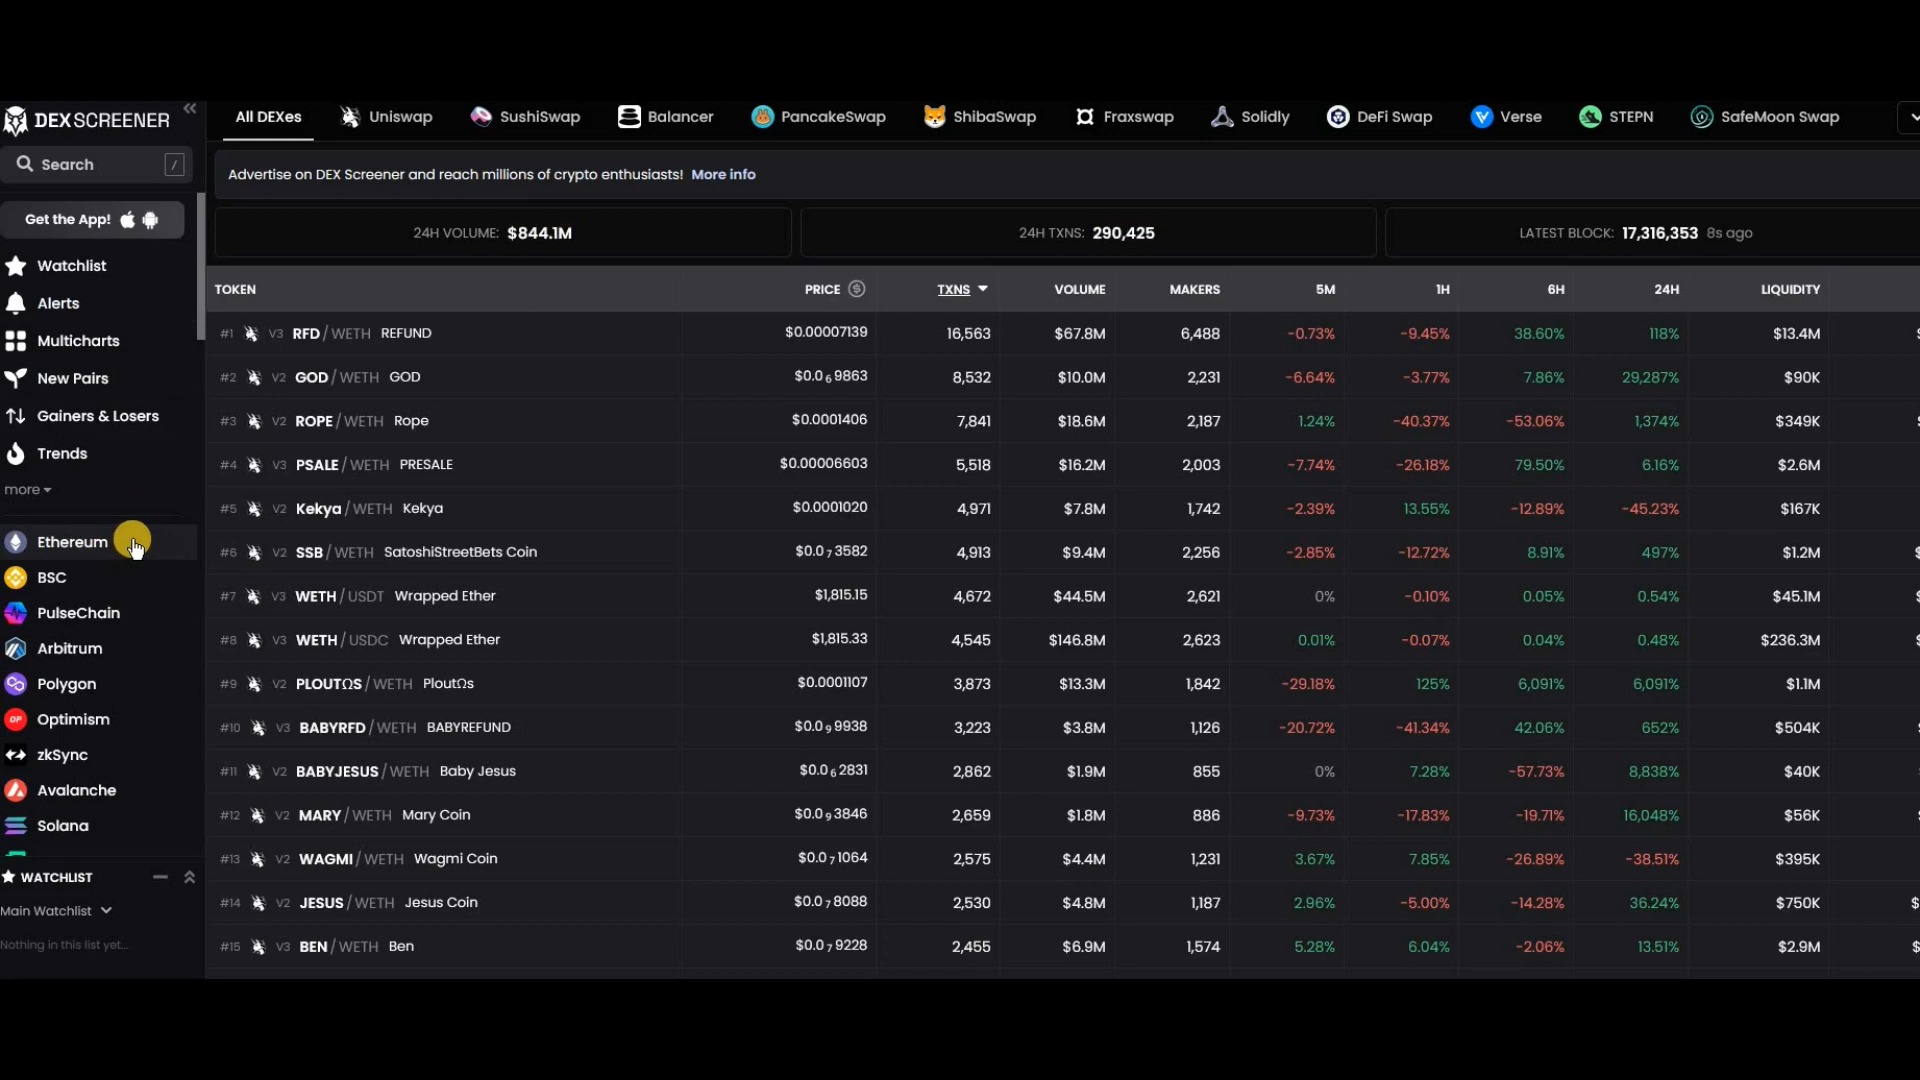 DEXSCREENER
Search /
Get the App!
Watchlist
Alerts
Multicharts
New Pairs
Gainers & Losers
Trends
more
Ethereum
BSC
PulseChain
Arbitrum
Polygon
OP Optimism
zkSync
Avalanche
Solana
WATCHLIST
Main Watchlist
Nothing in this list yet...
All DEXes Uniswap SushiSwap Balancer PancakeSwap ShibaSwap Fraxswap Solidly DeFi Swap Verse STEPN SafeMoon Swap
Advertise on DEX Screener and reach millions of crypto enthusiasts! More info
24H VOLUME: $844.1M 24H TXNS: 290,425 LATEST BLOCK: 17,316,353 8s ago
TOKEN PRICE TXNS VOLUME MAKERS 5M 1H 6H 24H LIQUIDITY
#1 V3 RFD/WETH REFUND $0.00007139 16,563 $67.8M 6,488 -0.73% -9.45% 38.60% 118% $13.4M
#2 V2 GOD/WETH GOD $0.0₆9863 8,532 $10.0M 2,231 -6.64% -3.77% 7.86% 29,287% $90K
#3 V2 ROPE/WETH Rope $0.0001406 7,841 $18.6M 2,187 1.24% -40.37% -53.06% 1,374% $349K
#4 V3 PSALE/WETH PRESALE $0.00006603 5,518 $16.2M 2,003 -7.74% -26.18% 79.50% 6.16% $2.6M
#5 V2 Kekya/WETH Kekya $0.0001020 4,971 $7.8M 1,742 -2.39% 13.55% -12.89% -45.23% $167K
#6 V2 SSB/WETH SatoshiStreetBets Coin $0.0₇3582 4,913 $9.4M 2,256 -2.85% -12.72% 8.91% 497% $1.2M
#7 V3 WETH/USDT Wrapped Ether $1,815.15 4,672 $44.5M 2,621 0% -0.10% 0.05% 0.54% $45.1M
#8 V3 WETH/USDC Wrapped Ether $1,815.33 4,545 $146.8M 2,623 0.01% -0.07% 0.04% 0.48% $236.3M
#9 V2 PLOUTΩS/WETH PloutΩs $0.0001107 3,873 $13.3M 1,842 -29.18% 125% 6,091% 6,091% $1.1M
#10 V3 BABYRFD/WETH BABYREFUND $0.0₉9938 3,223 $3.8M 1,126 -20.72% -41.34% 42.06% 652% $504K
#11 V2 BABYJESUS/WETH Baby Jesus $0.0₆2831 2,862 $1.9M 855 0% 7.28% -57.73% 8,838% $40K
#12 V2 MARY/WETH Mary Coin $0.0₉3846 2,659 $1.8M 886 -9.73% -17.83% -19.71% 16,048% $56K
#13 V2 WAGMI/WETH Wagmi Coin $0.0₇1064 2,575 $4.4M 1,231 3.67% 7.85% -26.89% -38.51% $395K
#14 V2 JESUS/WETH Jesus Coin $0.0₇8088 2,530 $4.8M 1,187 2.96% -5.00% -14.28% 36.24% $750K
#15 V3 BEN/WETH Ben $0.0₇9228 2,455 $6.9M 1,574 5.28% 6.04% -2.06% 13.51% $2.9M